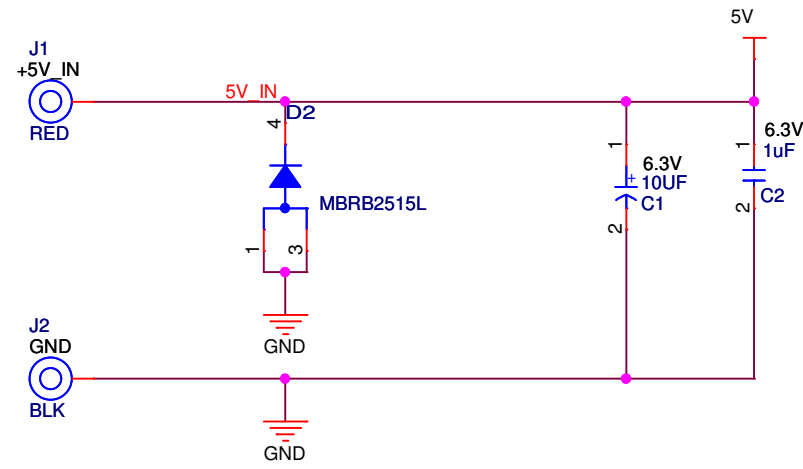 5V
J1
+5V_IN
RED
5V_IN
D2
4
MBRB2515L
1
3
GND
1
6.3V
10UF
C1
2
1
6.3V
1uF
C2
2
J2
GND
BLK
GND